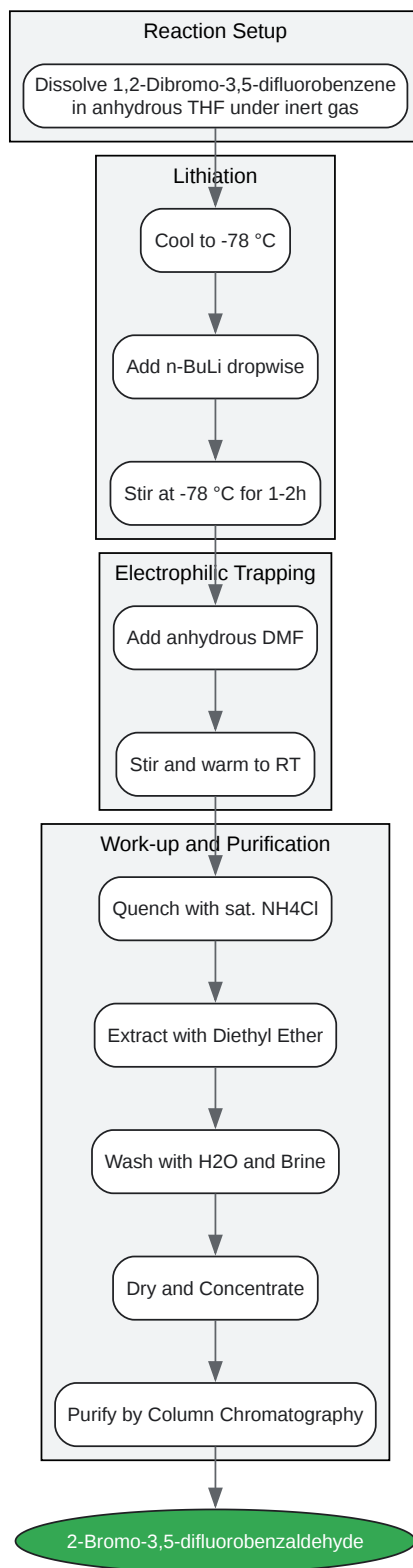 Reaction Setup
Dissolve 1,2-Dibromo-3,5-difluorobenzene
in anhydrous THF under inert gas
Lithiation
Cool to -78 °C
Add n-BuLi dropwise
Stir at -78 °C for 1-2h
Electrophilic Trapping
Add anhydrous DMF
Stir and warm to RT
Work-up and Purification
Quench with sat. NH4Cl
Extract with Diethyl Ether
Wash with H2O and Brine
Dry and Concentrate
Purify by Column Chromatography
2-Bromo-3,5-difluorobenzaldehyde